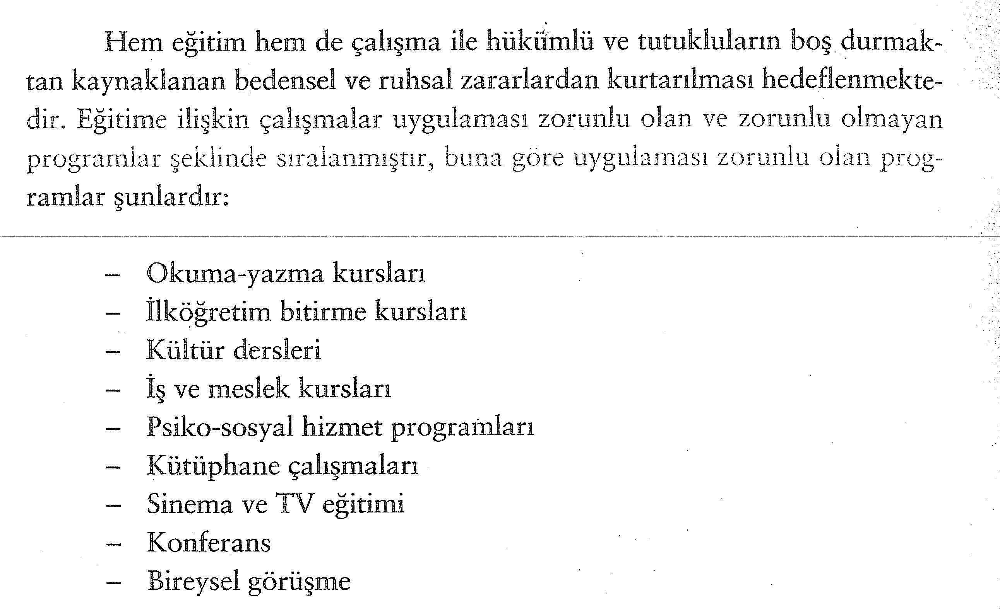 Hem eğitim hem de çalışma ile hükümlü ve tutukluların boş durmak-
tan kaynaklanan bedensel ve ruhsal zararlardan kurtarılması hedeflenmekte-
dir. Eğitime ilişkin çalışmalar uygulaması zorunlu olan ve zorunlu olmayan
programlar şeklinde sıralanmıştır, buna göre uygulaması zorunlu olan prog-
ramlar şunlardır:
– Okuma-yazma kursları
– İlköğretim bitirme kursları
– Kültür dersleri
– İş ve meslek kursları
– Psiko-sosyal hizmet programları
– Kütüphane çalışmaları
– Sinema ve TV eğitimi
– Konferans
– Bireysel görüşme